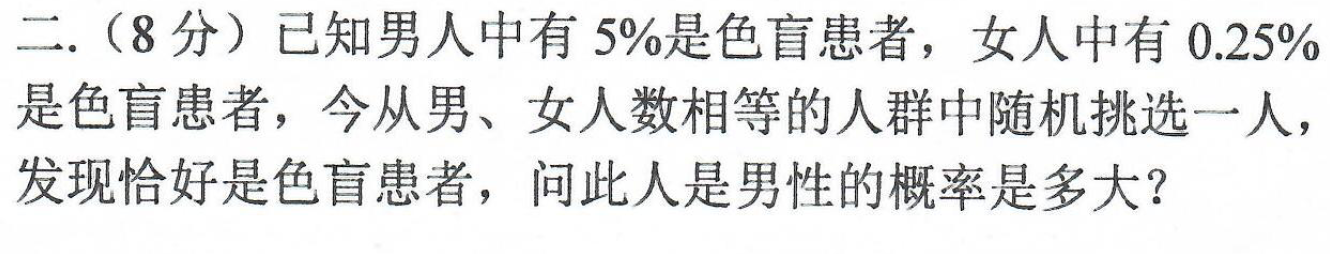 二.（8 分）已知男人中有 5%是色盲患者，女人中有 0.25%
是色盲患者，今从男、女人数相等的人群中随机挑选一人，
发现恰好是色盲患者，问此人是男性的概率是多大？